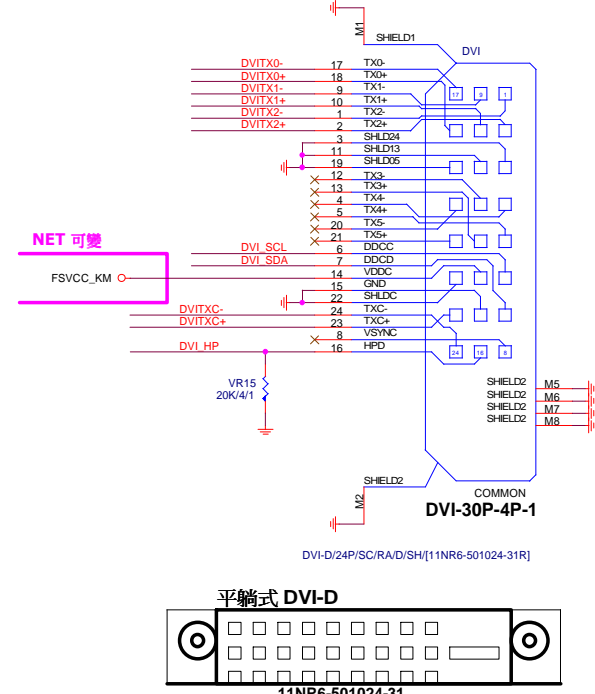 M1
SHIELD1
DVI
DVITX0- 17 TX0-
DVITX0+ 18 TX0+
DVITX1- 9 TX1-
DVITX1+ 10 TX1+
DVITX2- 1 TX2-
DVITX2+ 2 TX2+
3 SHLD24
11 SHLD13
19 SHLD05
12 TX3-
13 TX3+
4 TX4-
5 TX4+
20 TX5-
21 TX5+
DVI_SCL 6 DDCC
DVI_SDA 7 DDCD
14 VDDC
15 GND
22 SHLDC
DVITXC- 24 TXC-
DVITXC+ 23 TXC+
8 VSYNC
DVI_HP 16 HPD
17 9 1
24 16 8
NET 可變
FSVCC_KM
VR15
20K/4/1
SHIELD2 M5
SHIELD2 M6
SHIELD2 M7
SHIELD2 M8
SHIELD2
M2
COMMON
DVI-30P-4P-1
DVI-D/24P/SC/RA/D/SH/[11NR6-501024-31R]
平躺式 DVI-D
11NR6-501024-31